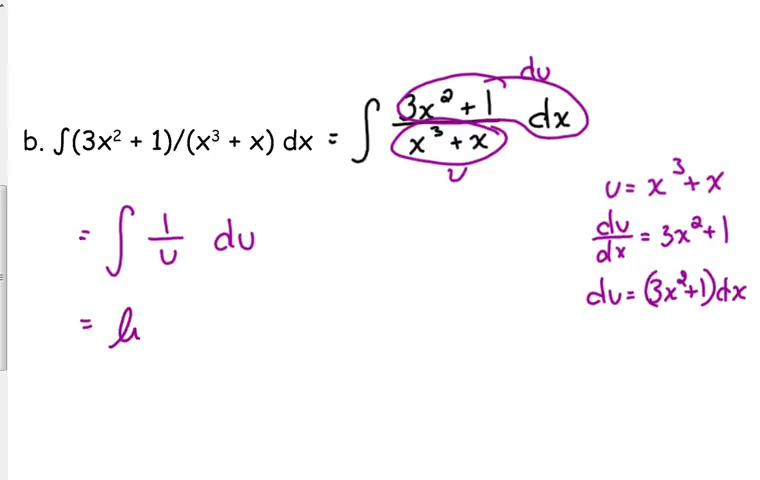 b. ∫(3x² + 1)/(x³ + x) dx = ∫ (3x² + 1)/(x³ + x) dx
du
u
u = x³ + x
= ∫ 1/u du
du/dx = 3x² + 1
du = (3x² + 1)dx
= ln